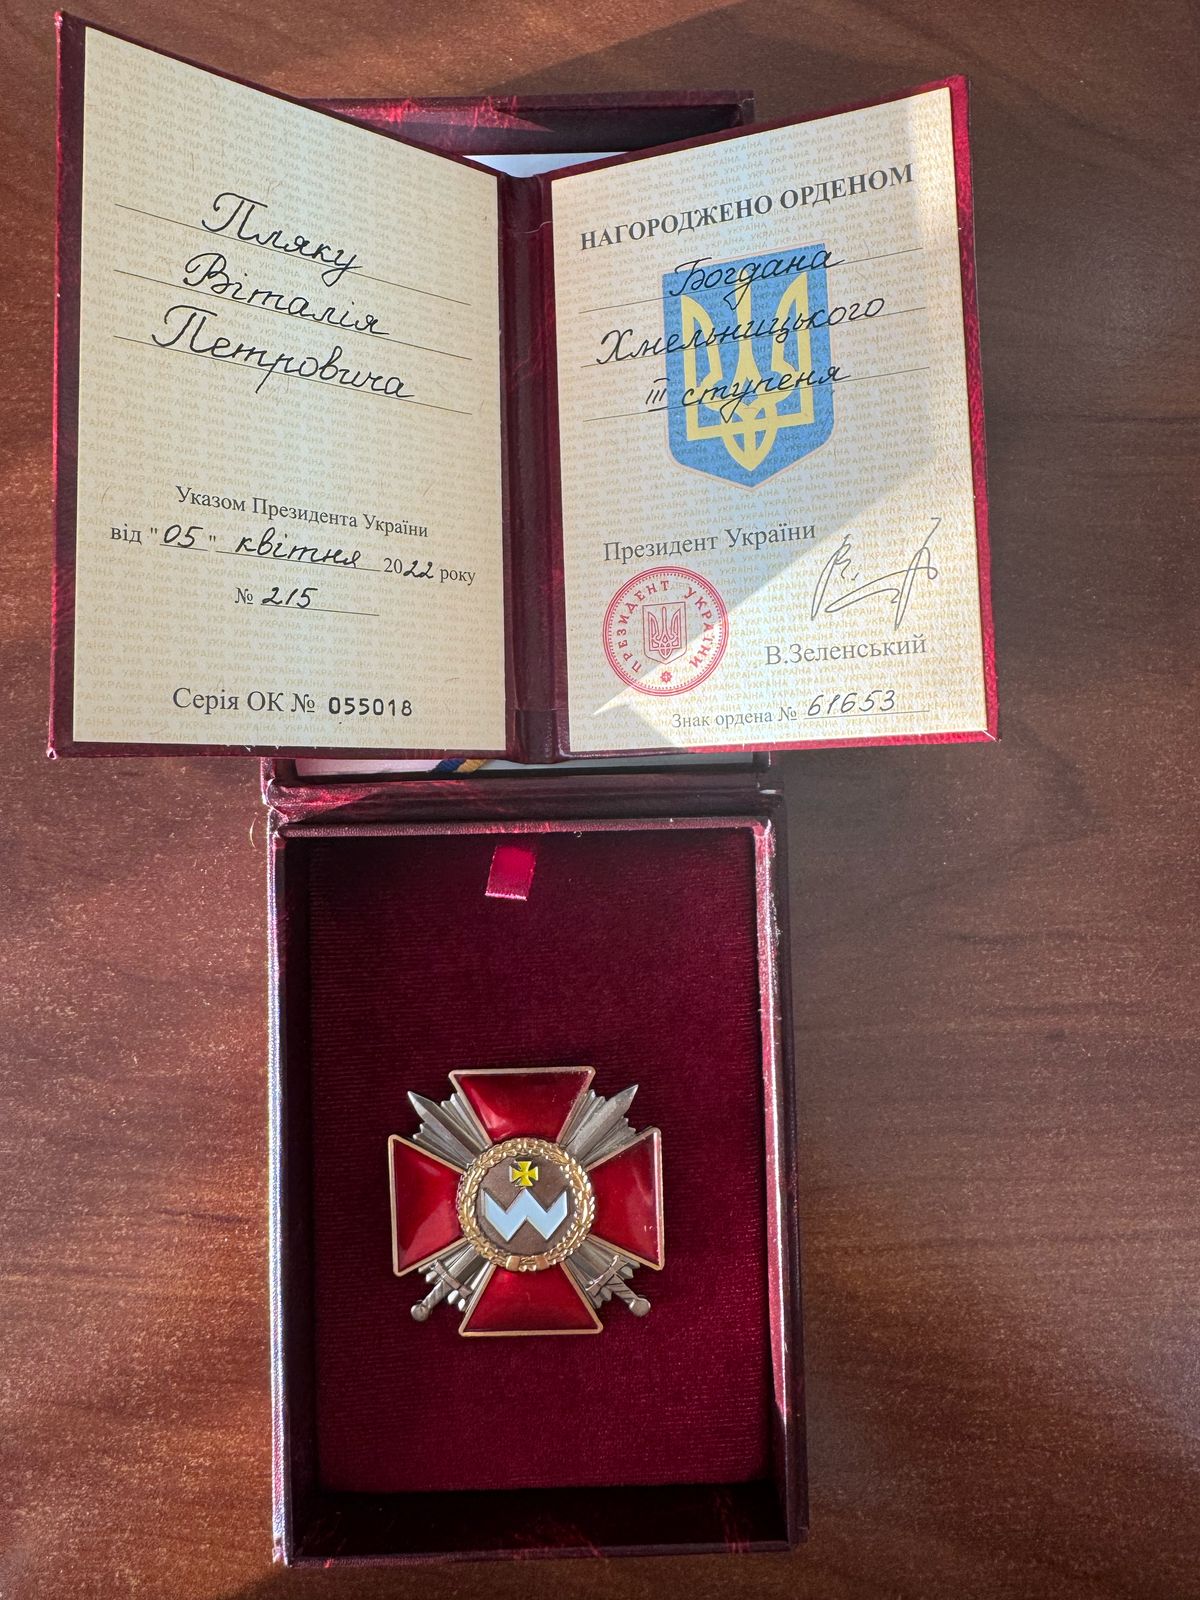 Пляку
Віталія
Петровича
Указом Президента України
від "05" квітня 2022 року
№ 215
Серія ОК № 055018
НАГОРОДЖЕНО ОРДЕНОМ
Богдана
Хмельницького
III ступеня
Президент України
ПРЕЗИДЕНТ УКРАЇНИ
В.Зеленський
Знак ордена № 61653